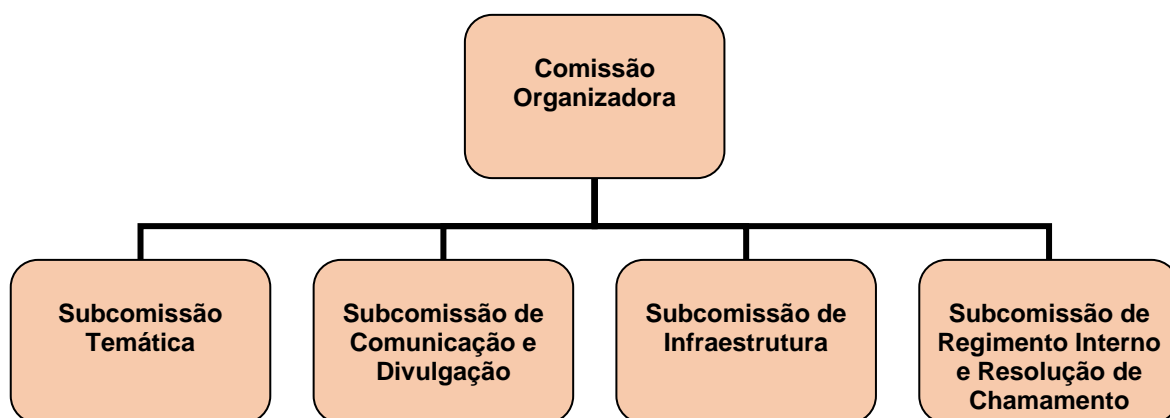 Comissão
Organizadora
Subcomissão
Temática
Subcomissão de
Comunicação e
Divulgação
Subcomissão de
Infraestrutura
Subcomissão de
Regimento Interno
e Resolução de
Chamamento